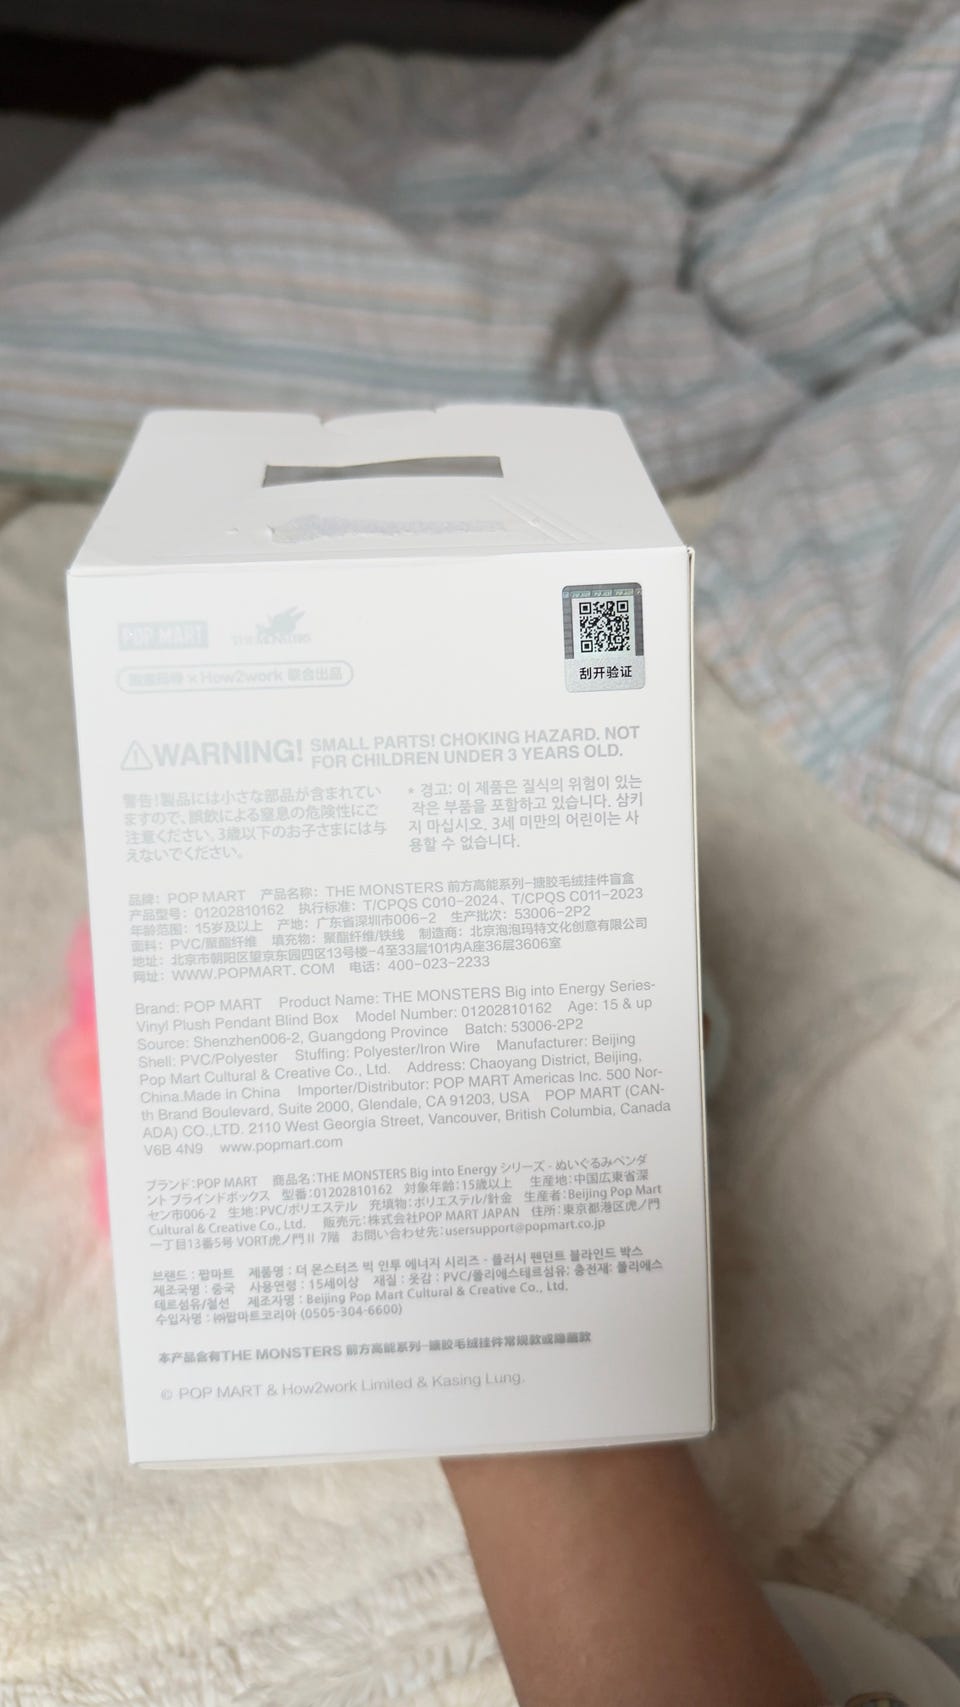 POP MART THE MONSTERS
泡泡玛特 × How2work 联合出品
刮开验证
WARNING! SMALL PARTS! CHOKING HAZARD. NOT
FOR CHILDREN UNDER 3 YEARS OLD.
警告!製品には小さな部品が含まれてい
ますので、誤飲による窒息の危険性にご
注意ください。3歳以下のお子さまには与
えないでください。
* 경고: 이 제품은 질식의 위험이 있는
작은 부품을 포함하고 있습니다. 삼키
지 마십시오. 3세 미만의 어린이는 사
용할 수 없습니다.
品牌：POP MART 产品名称：THE MONSTERS 前方高能系列-搪胶毛绒挂件盲盒
产品型号：01202810162 执行标准：T/CPQS C010-2024、T/CPQS C011-2023
年龄范围：15岁及以上 产地：广东省深圳市006-2 生产批次：53006-2P2
面料：PVC/聚酯纤维 填充物：聚酯纤维/铁线 制造商：北京泡泡玛特文化创意有限公司
地址：北京市朝阳区望京东园四区13号楼-4至33层101内A座36层3606室
网址：WWW.POPMART.COM 电话：400-023-2233
Brand: POP MART Product Name: THE MONSTERS Big into Energy Series-
Vinyl Plush Pendant Blind Box Model Number: 01202810162 Age: 15 & up
Source: Shenzhen006-2, Guangdong Province Batch: 53006-2P2
Shell: PVC/Polyester Stuffing: Polyester/Iron Wire Manufacturer: Beijing
Pop Mart Cultural & Creative Co., Ltd. Address: Chaoyang District, Beijing,
China.Made in China Importer/Distributor: POP MART Americas Inc. 500 Nor-
th Brand Boulevard, Suite 2000, Glendale, CA 91203, USA POP MART (CAN-
ADA) CO.,LTD. 2110 West Georgia Street, Vancouver, British Columbia, Canada
V6B 4N9 www.popmart.com
ブランド:POP MART 商品名:THE MONSTERS Big into Energy シリーズ - ぬいぐるみペンダ
ント ブラインドボックス 型番:01202810162 対象年齢:15歳以上 生産地:中国広東省深
セン市006-2 生地:PVC/ポリエステル 充填物:ポリエステル/針金 生産者:Beijing Pop Mart
Cultural & Creative Co., Ltd. 販売元:株式会社POP MART JAPAN 住所:東京都港区虎ノ門
一丁目13番5号 VORT虎ノ門Ⅱ 7階 お問い合わせ先:usersupport@popmart.co.jp
브랜드 : 팝마트 제품명 : 더 몬스터즈 빅 인투 에너지 시리즈 - 플러시 펜던트 블라인드 박스
제조국명 : 중국 사용연령 : 15세이상 재질 : 겉감 : PVC/폴리에스테르섬유; 충전재: 폴리에스
테르섬유/철선 제조자명 : Beijing Pop Mart Cultural & Creative Co., Ltd.
수입자명 : ㈜팝마트코리아 (0505-304-6600)
本产品含有THE MONSTERS 前方高能系列-搪胶毛绒挂件常规款或隐藏款
© POP MART & How2work Limited & Kasing Lung.